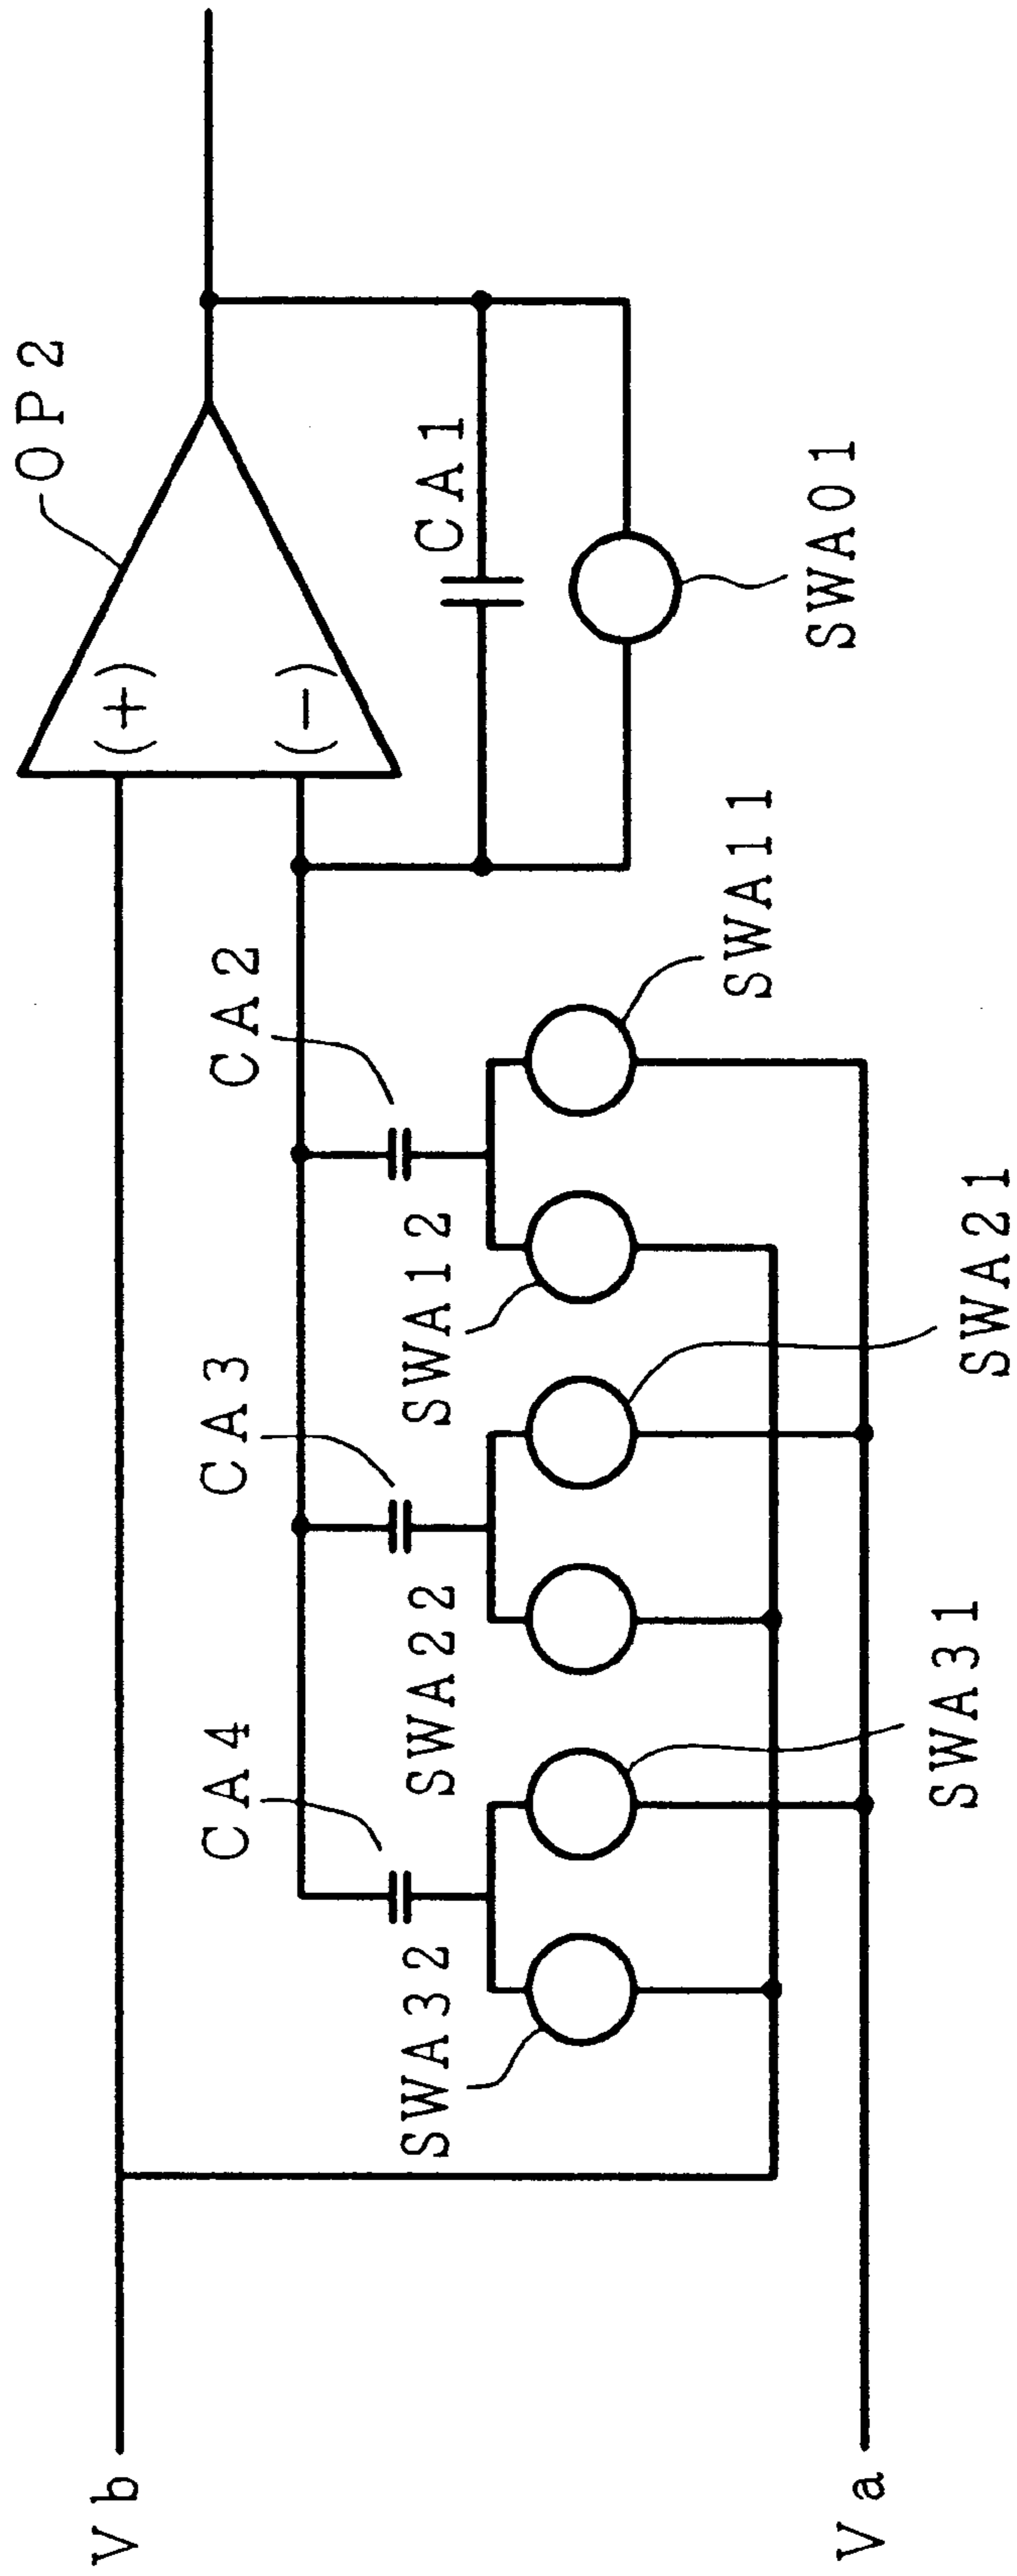 OP2
(+)
(-)
CA1
SWA01
CA2
CA3
CA4
SWA11
SWA12
SWA21
SWA22
SWA31
SWA32
Vb
Va